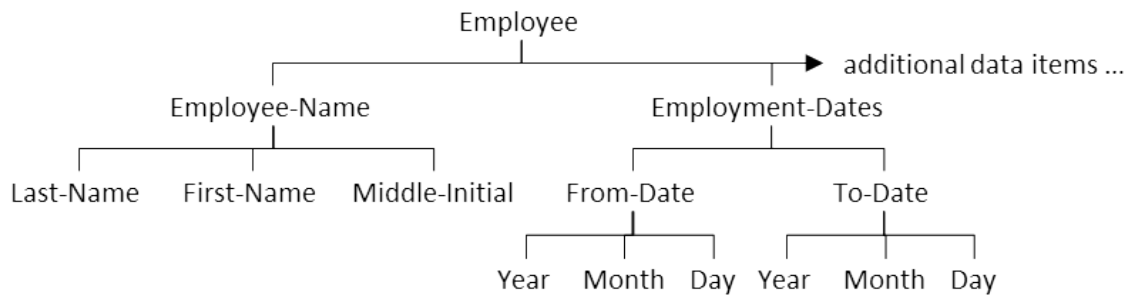 Employee
additional data items ...
Employee-Name Employment-Dates
Last-Name First-Name Middle-Initial From-Date To-Date
Year Month Day Year Month Day